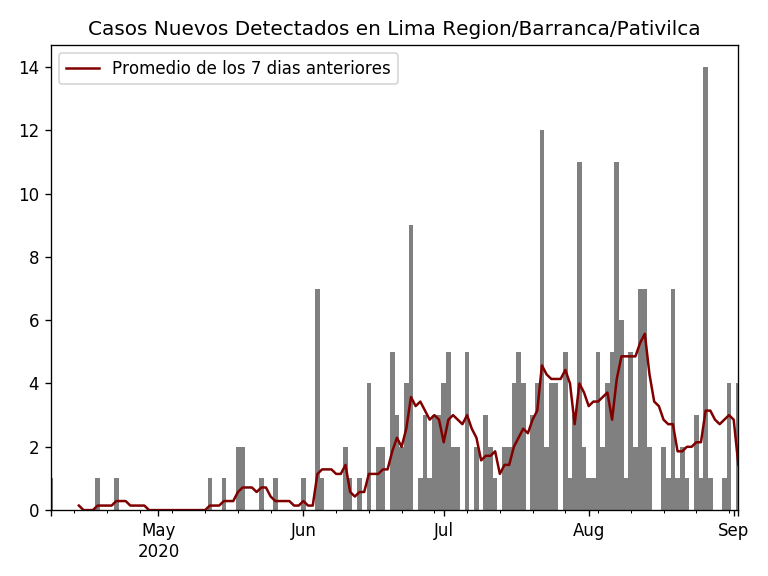 Casos Nuevos Detectados en Lima Region/Barranca/Pativilca
Promedio de los 7 dias anteriores
14
12
10
8
6
4
2
0
May
2020
Jun
Jul
Aug
Sep